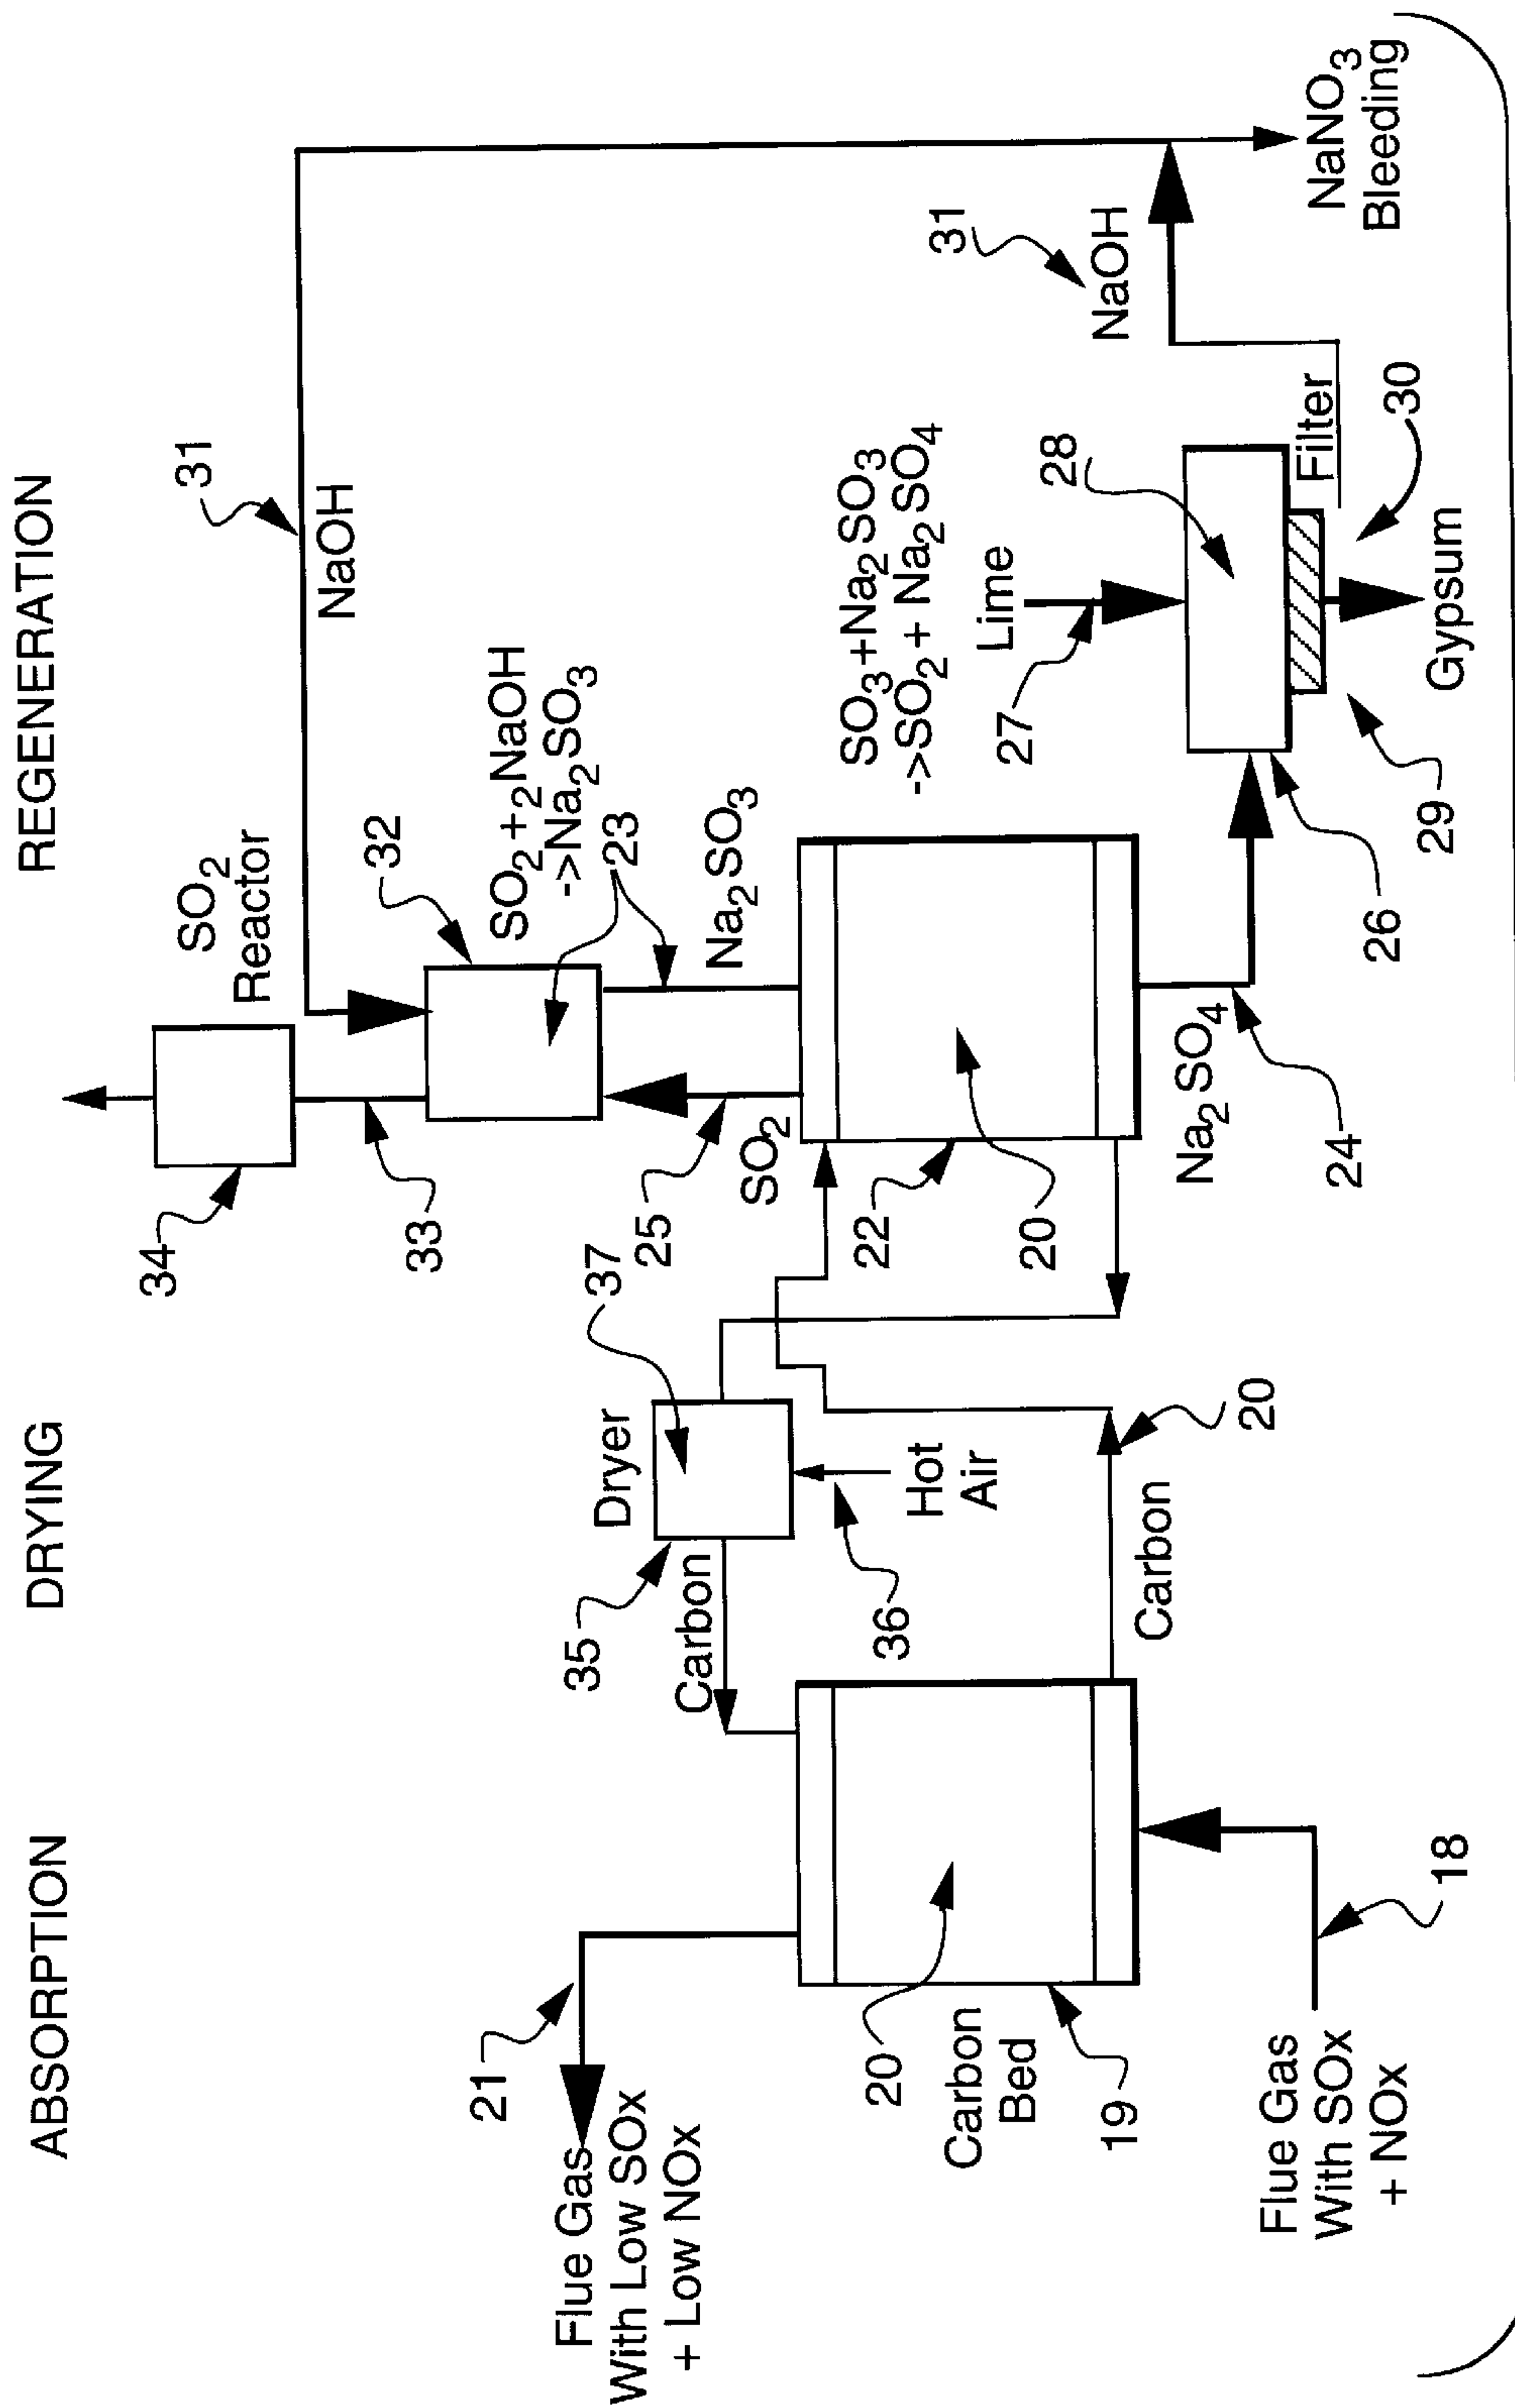 ABSORPTION
DRYING
REGENERATION
21
Flue Gas
With Low SOx
+ Low NOx
20
Carbon
Bed
19
Flue Gas
With SOx
+ NOx
18
35
Carbon
Dryer
37
36
Hot
Air
Carbon
20
34
33
SO2
Reactor
32
31
NaOH
SO2+2NaOH
->Na2SO3
23
25
SO2
Na2SO3
22
20
Na2SO4
24
SO3+Na2SO3
->SO2+Na2SO4
Lime
27
28
26
29
Filter
30
Gypsum
31
NaOH
NaNO3
Bleeding